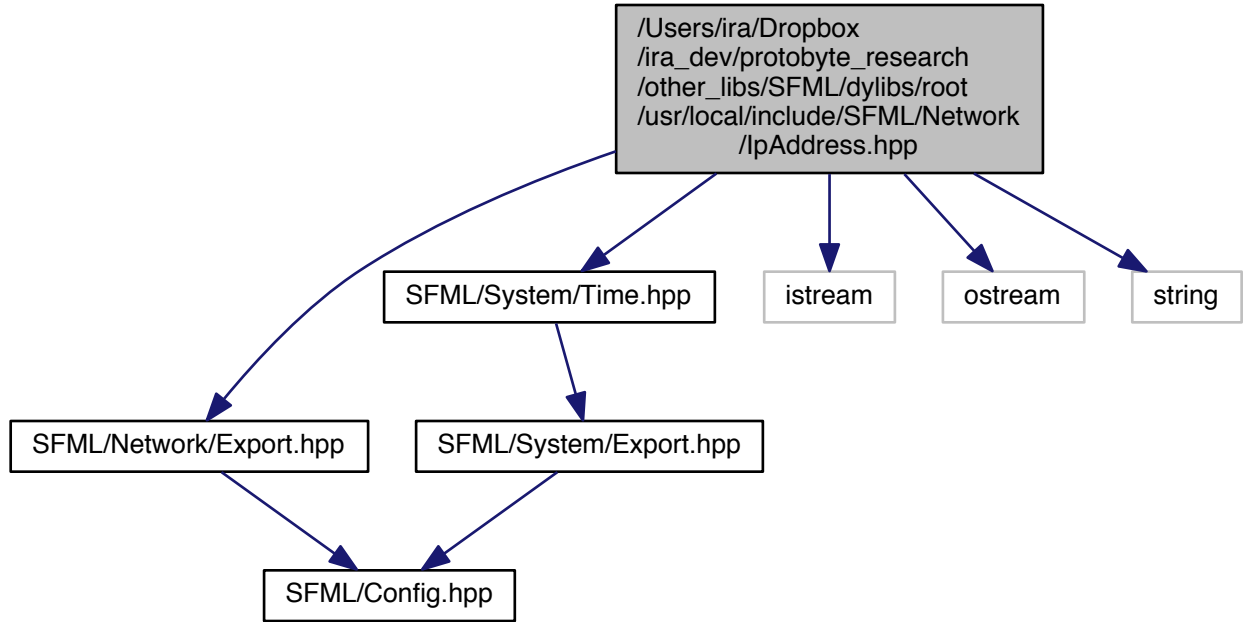 /Users/ira/Dropbox
/ira_dev/protobyte_research
/other_libs/SFML/dylibs/root
/usr/local/include/SFML/Network
/IpAddress.hpp
SFML/System/Time.hpp
istream
ostream
string
SFML/Network/Export.hpp
SFML/System/Export.hpp
SFML/Config.hpp